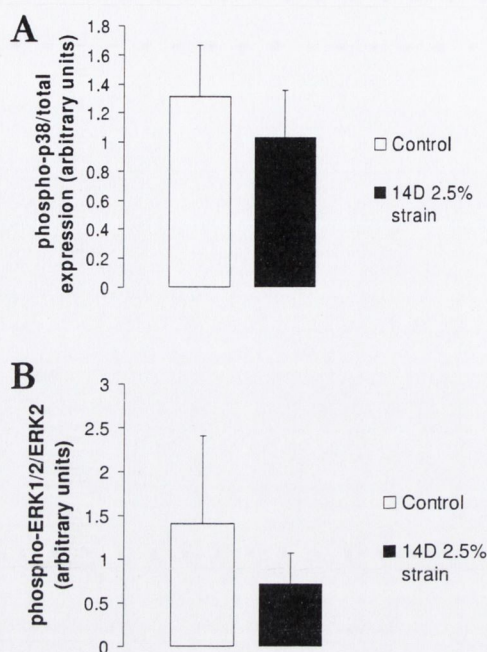 A
phospho-p38/total
expression (arbitrary units)
1.8
1.6
1.4
1.2
1
0.8
0.6
0.4
0.2
0
Control
14D 2.5%
strain
B
phospho-ERK1/2/ERK2
(arbitrary units)
3
2.5
2
1.5
1
0.5
0
Control
14D 2.5%
strain